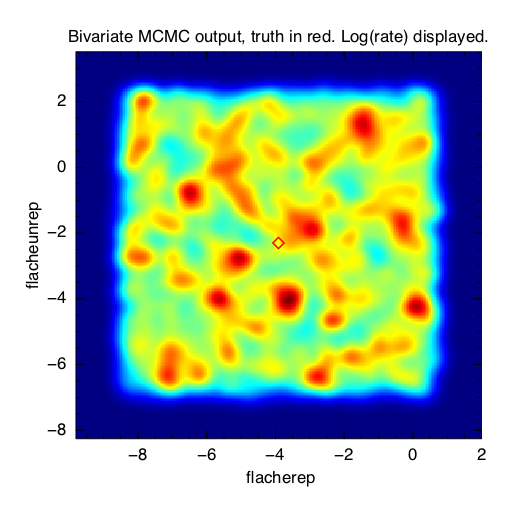 Bivariate MCMC output, truth in red. Log(rate) displayed.
2
0
−2
−4
−6
−8
flacheunrep
−8 −6 −4 −2 0 2
flacherep